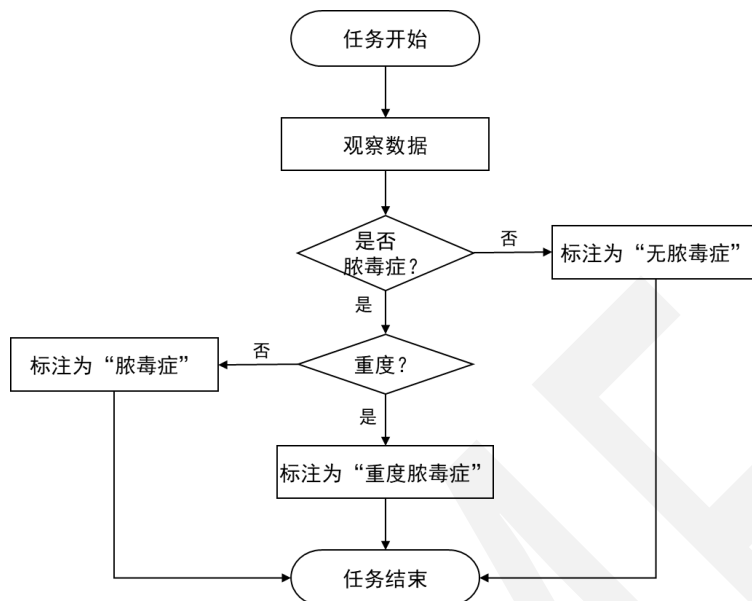 任务开始
观察数据
是否
脓毒症？
否
标注为“无脓毒症”
是
重度？
否
标注为“脓毒症”
是
标注为“重度脓毒症”
任务结束